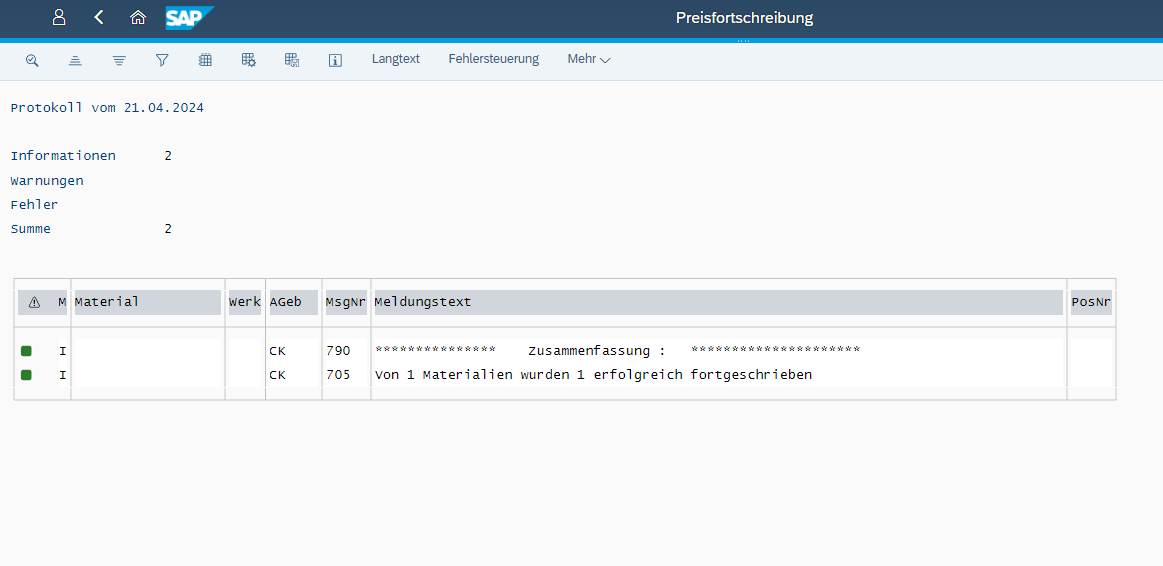 SAP Preisfortschreibung
Langtext Fehlersteuerung Mehr
Protokoll vom 21.04.2024
Informationen 2
Warnungen
Fehler
Summe 2
M Material Werk AGeb MsgNr Meldungstext PosNr
I CK 790 *************** Zusammenfassung : *********************
I CK 705 Von 1 Materialien wurden 1 erfolgreich fortgeschrieben